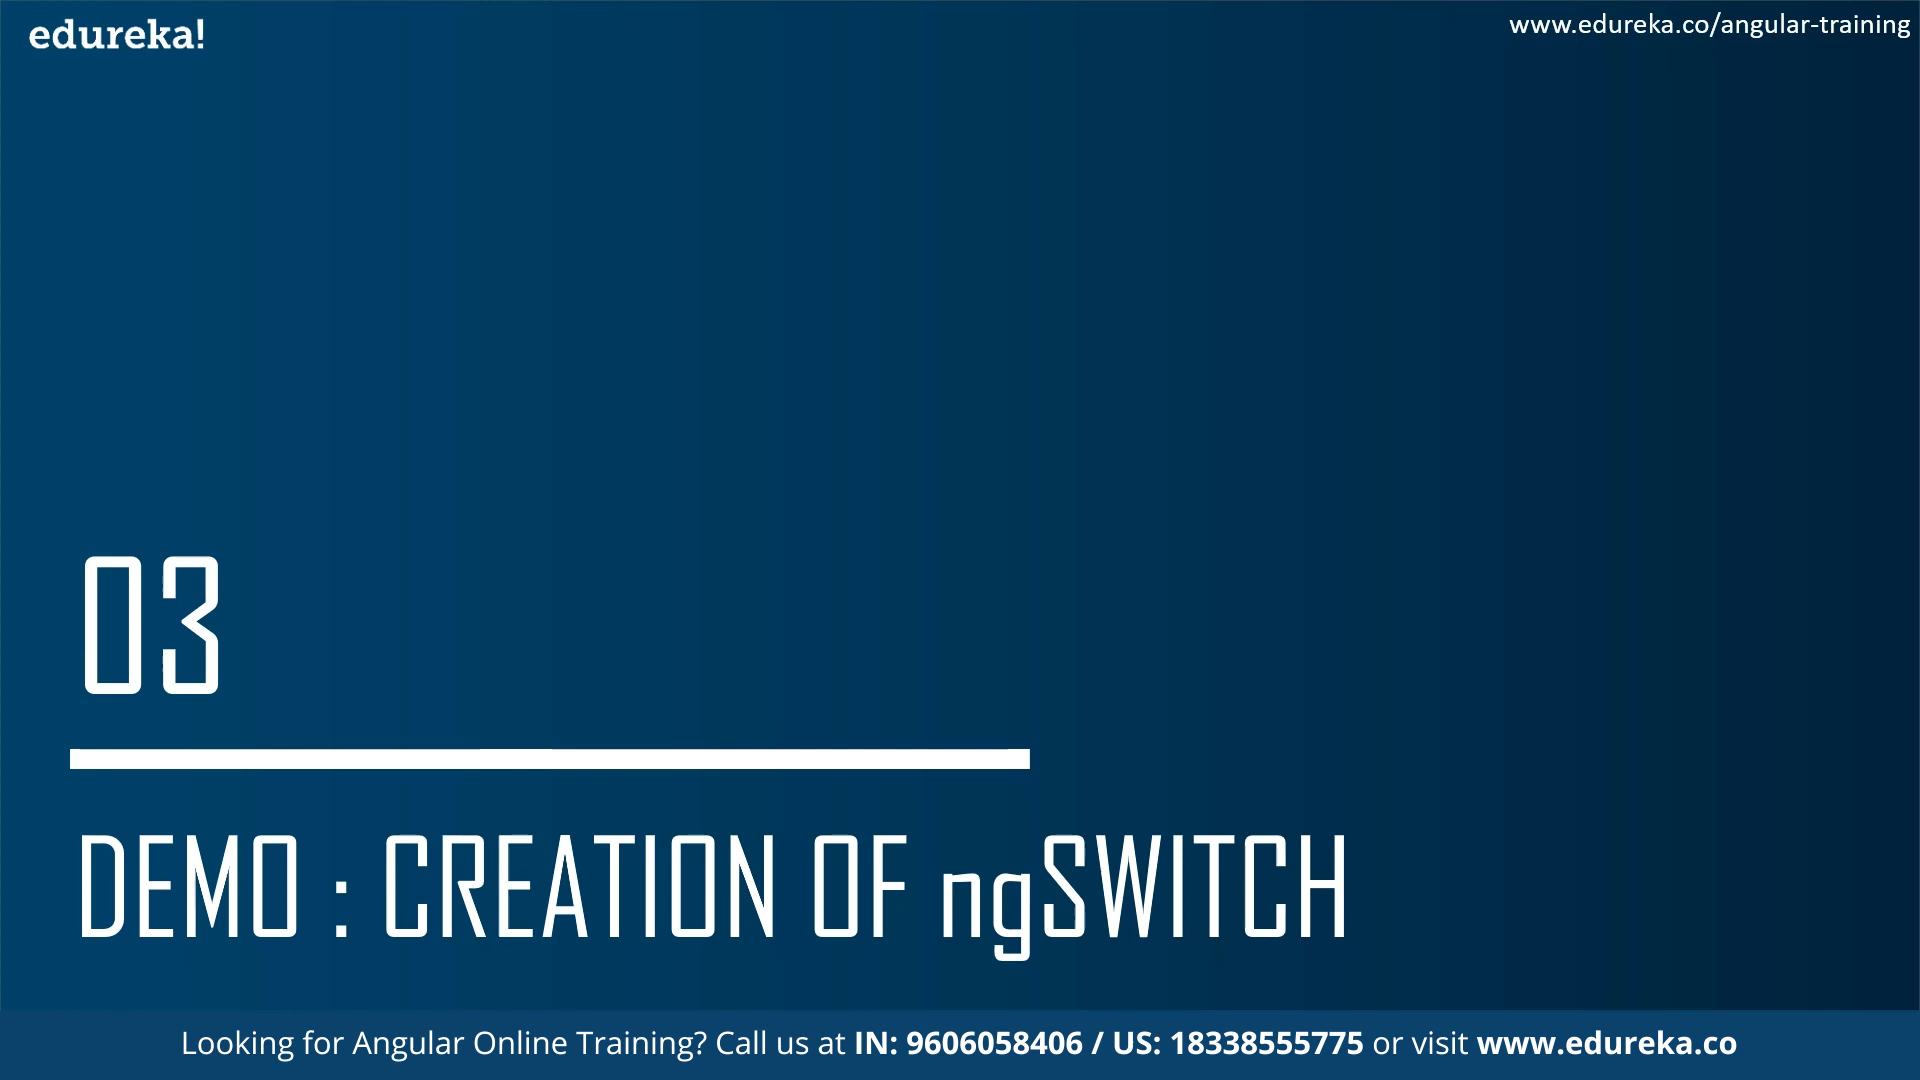 edureka!
www.edureka.co/angular-training
03
DEMO : CREATION OF ngSWITCH
Looking for Angular Online Training? Call us at IN: 9606058406 / US: 18338555775 or visit www.edureka.co